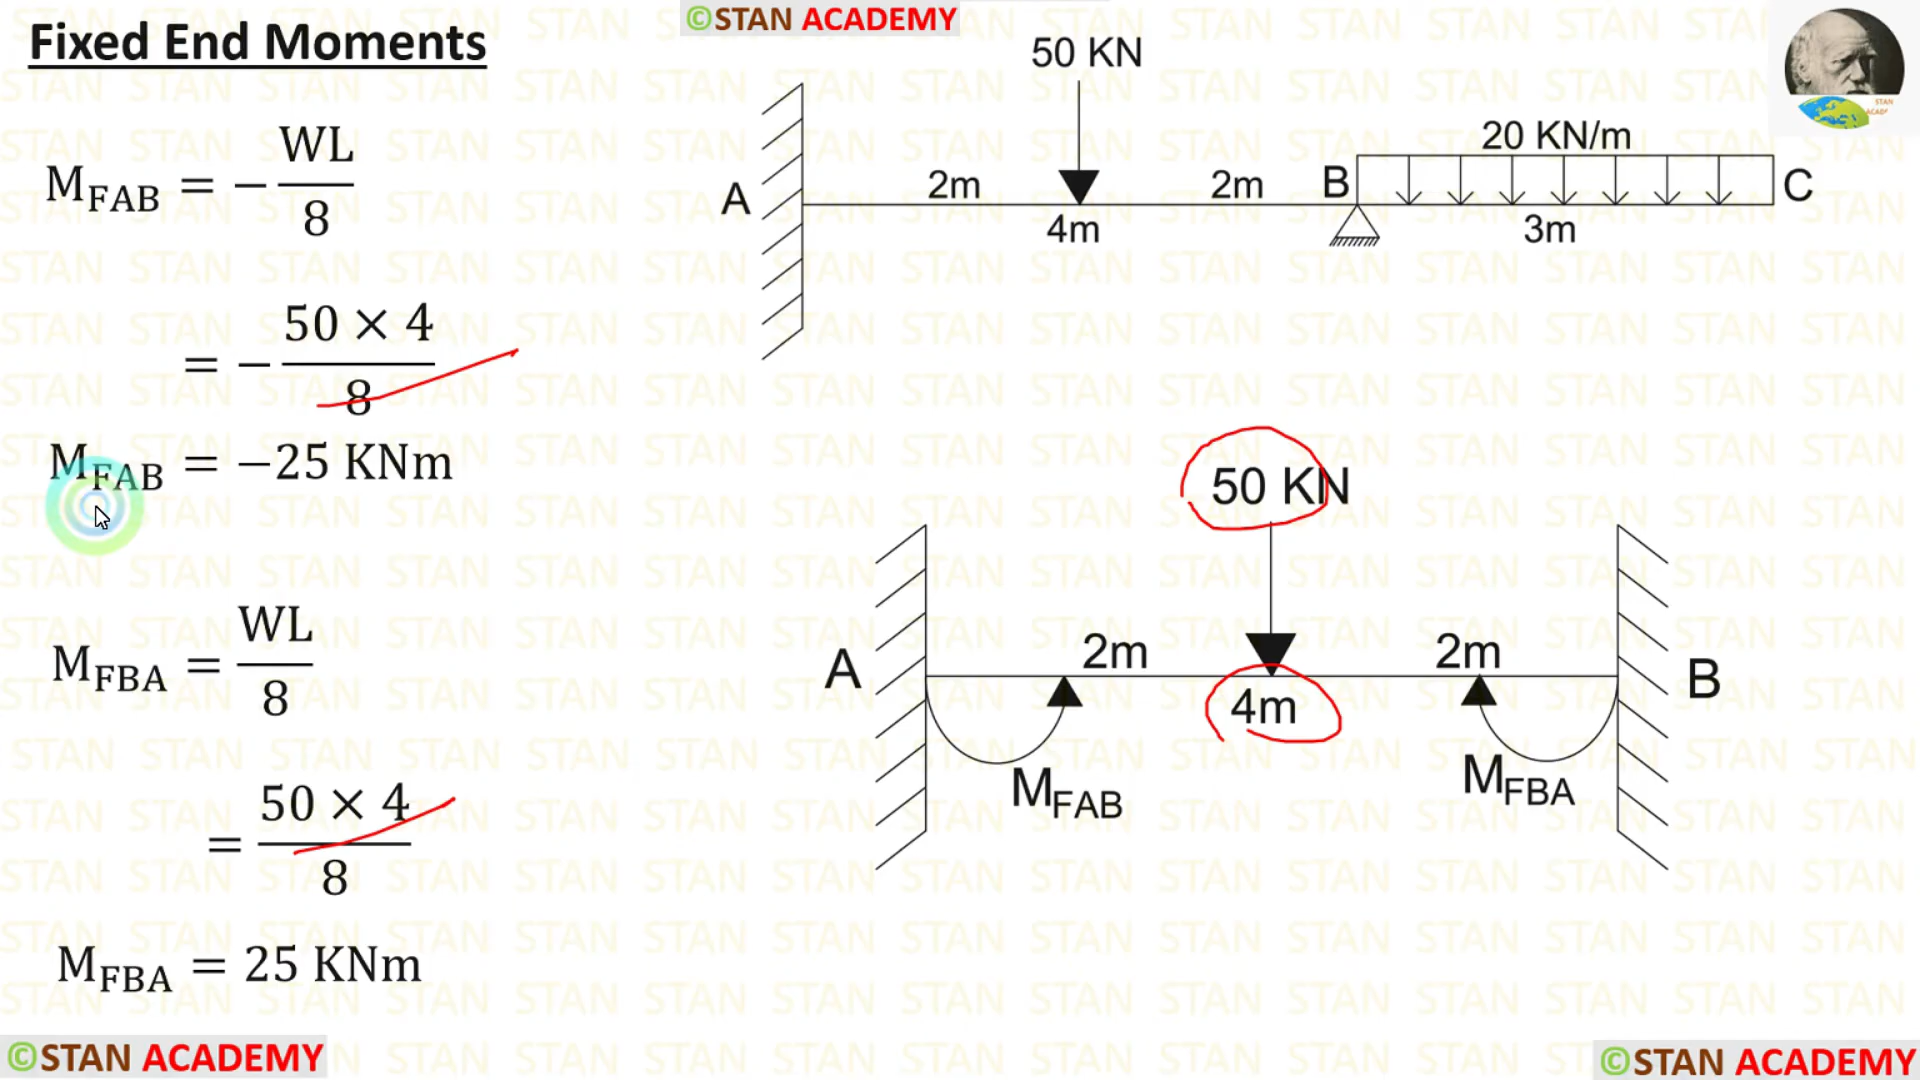 ©STAN ACADEMY
Fixed End Moments
M_FAB = − WL/8
= − 50 × 4/8
M_FAB = −25 KNm
M_FBA = WL/8
= 50 × 4/8
M_FBA = 25 KNm
50 KN
20 KN/m
A 2m 2m B C
4m 3m
50 KN
A 2m 2m B
4m
M_FAB M_FBA
STAN
©STAN ACADEMY
©STAN ACADEMY